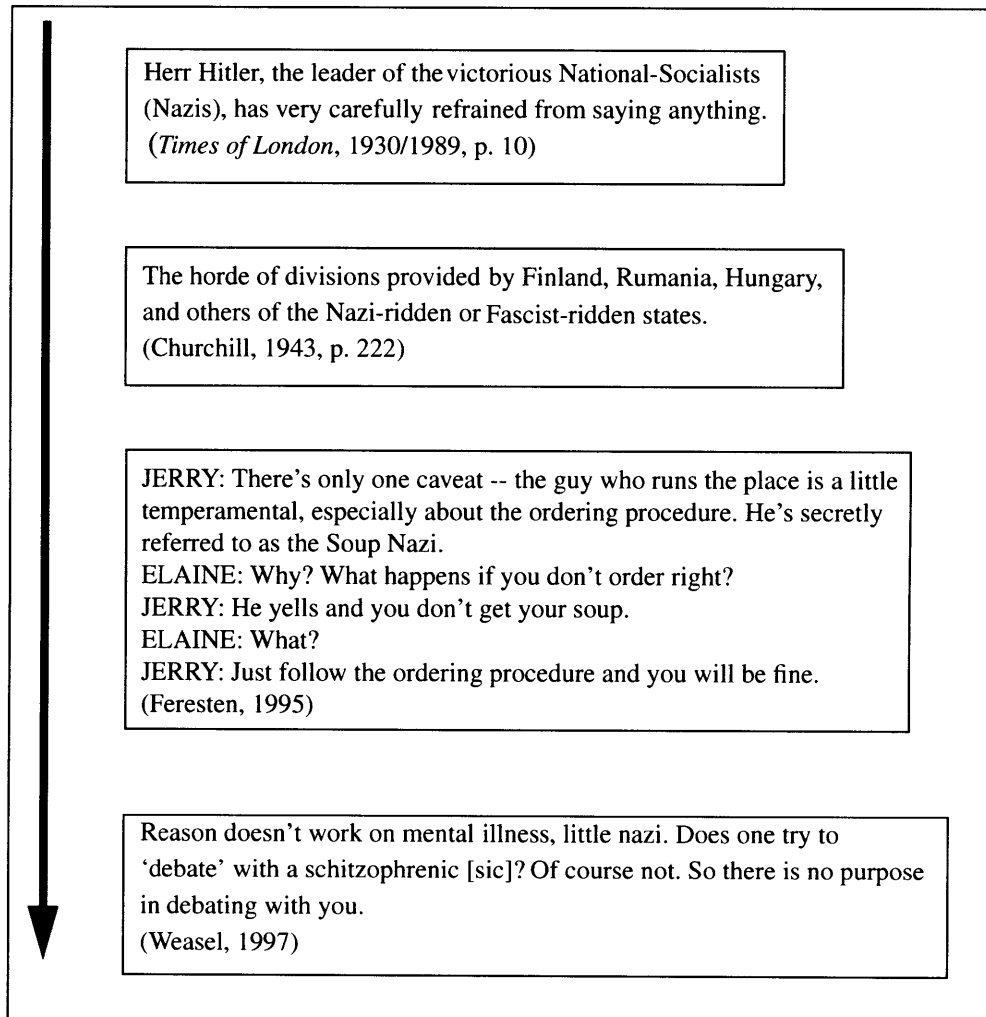 Herr Hitler, the leader of the victorious National-Socialists
(Nazis), has very carefully refrained from saying anything.
(Times of London, 1930/1989, p. 10)
The horde of divisions provided by Finland, Rumania, Hungary,
and others of the Nazi-ridden or Fascist-ridden states.
(Churchill, 1943, p. 222)
JERRY: There's only one caveat -- the guy who runs the place is a little
temperamental, especially about the ordering procedure. He's secretly
referred to as the Soup Nazi.
ELAINE: Why? What happens if you don't order right?
JERRY: He yells and you don't get your soup.
ELAINE: What?
JERRY: Just follow the ordering procedure and you will be fine.
(Feresten, 1995)
Reason doesn't work on mental illness, little nazi. Does one try to
'debate' with a schitzophrenic [sic]? Of course not. So there is no purpose
in debating with you.
(Weasel, 1997)